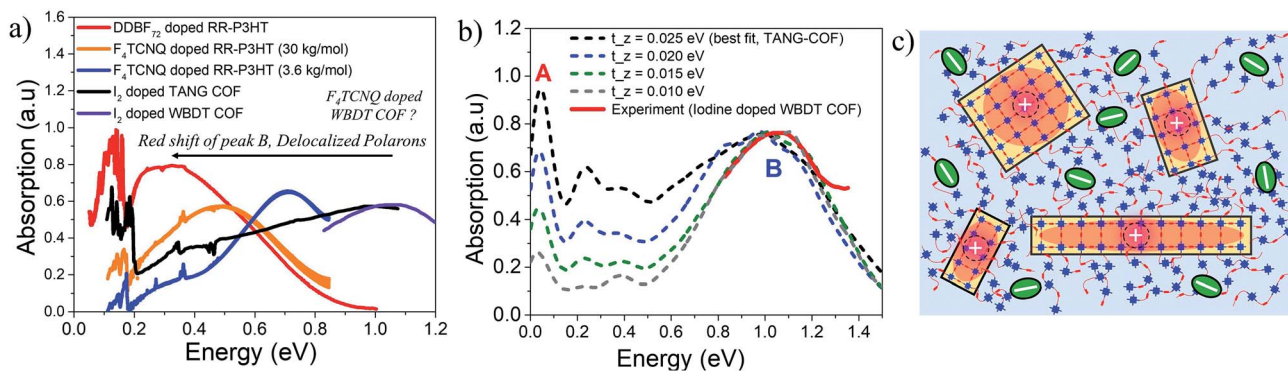 a)
DDBF72 doped RR-P3HT
F4TCNQ doped RR-P3HT (30 kg/mol)
F4TCNQ doped RR-P3HT (3.6 kg/mol)
I2 doped TANG COF
I2 doped WBDT COF
F4TCNQ doped
WBDT COF ?
Red shift of peak B, Delocalized Polarons
1.8
1.6
1.4
1.2
1.0
0.8
0.6
0.4
0.2
0.0
Absorption (a.u)
0.0 0.2 0.4 0.6 0.8 1.0 1.2
Energy (eV)
b)
t_z = 0.025 eV (best fit, TANG-COF)
t_z = 0.020 eV
t_z = 0.015 eV
t_z = 0.010 eV
Experiment (Iodine doped WBDT COF)
A
B
1.4
1.2
1.0
0.8
0.6
0.4
0.2
0.0
Absorption (a.u)
0.0 0.2 0.4 0.6 0.8 1.0 1.2 1.4
Energy (eV)
c)
+
+
+
+